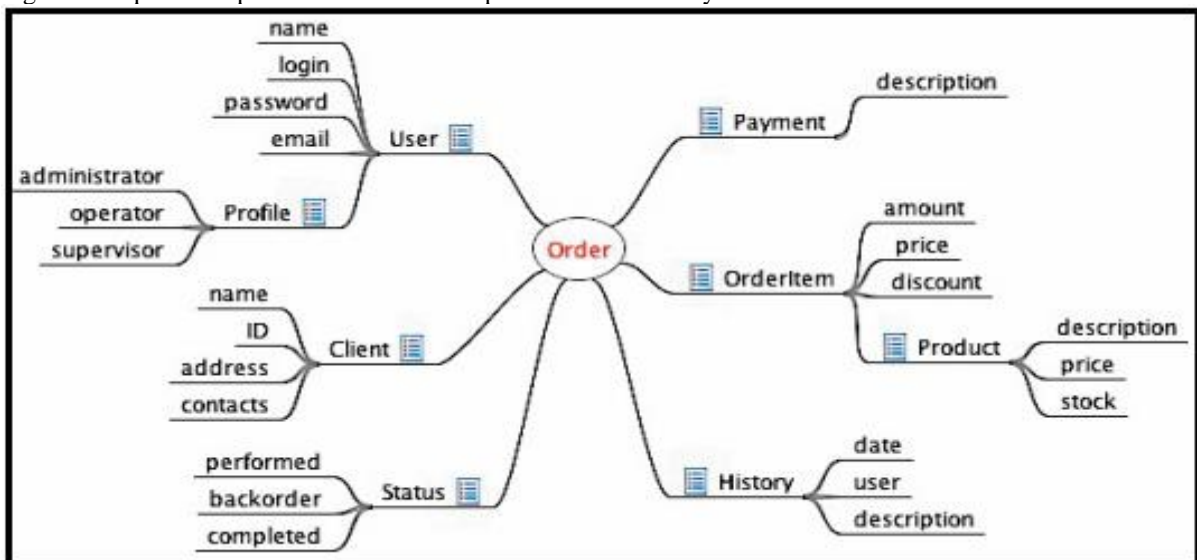 name
login
password
email
User
administrator
operator
supervisor
Profile
name
ID
address
contacts
Client
performed
backorder
completed
Status
Order
Payment
description
OrderItem
amount
price
discount
Product
description
price
stock
History
date
user
description